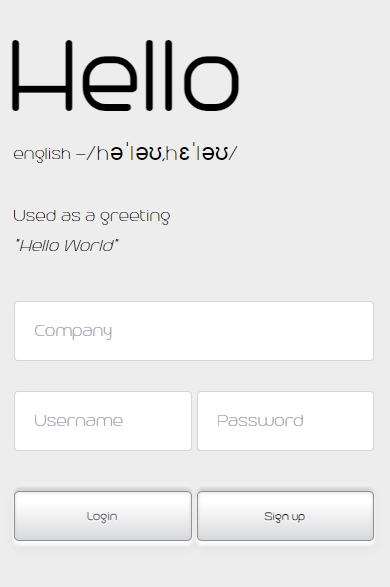 Hello
english –/həˈləʊ,hɛˈləʊ/
Used as a greeting
"Hello World"
Company
Username Password
Login Sign up